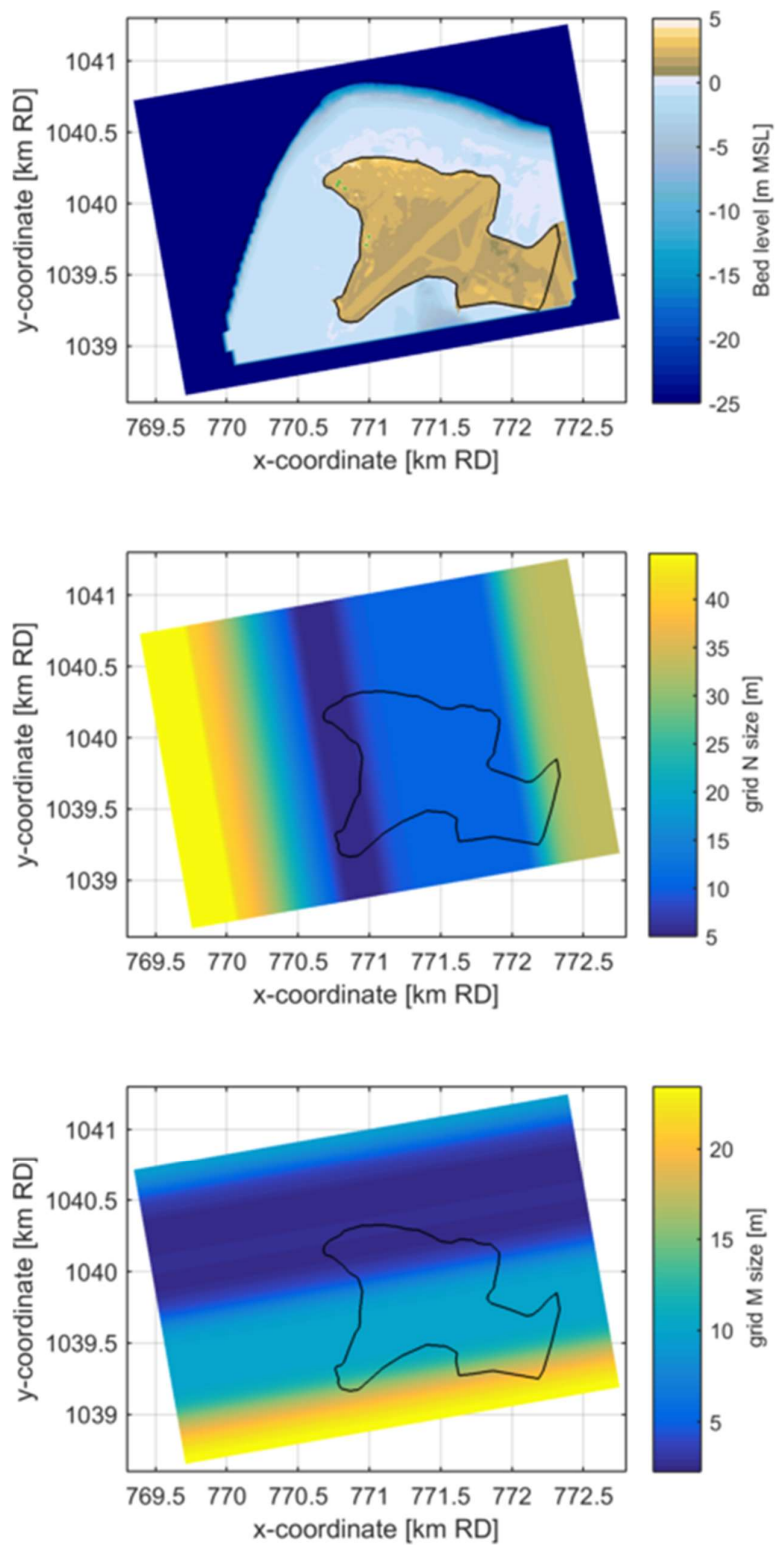 1041
1040.5
1040
1039.5
1039
y-coordinate [km RD]
769.5 770 770.5 771 771.5 772 772.5
x-coordinate [km RD]
5
0
-5
-10
-15
-20
-25
Bed level [m MSL]
1041
1040.5
1040
1039.5
1039
y-coordinate [km RD]
769.5 770 770.5 771 771.5 772 772.5
x-coordinate [km RD]
40
35
30
25
20
15
10
5
grid N size [m]
1041
1040.5
1040
1039.5
1039
y-coordinate [km RD]
769.5 770 770.5 771 771.5 772 772.5
x-coordinate [km RD]
20
15
10
5
grid M size [m]